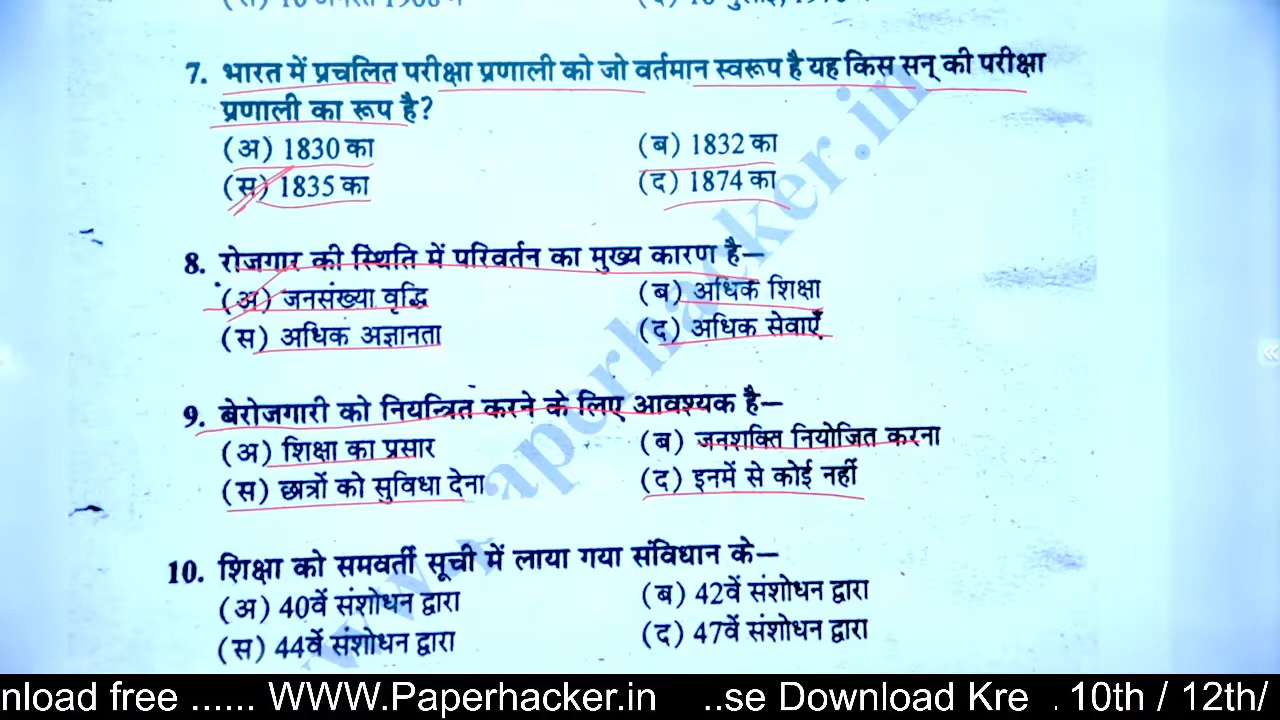 7. भारत में प्रचलित परीक्षा प्रणाली को जो वर्तमान स्वरूप है यह किस सन् की परीक्षा
प्रणाली का रूप है?
(अ) 1830 का (ब) 1832 का
(स) 1835 का (द) 1874 का
8. रोजगार की स्थिति में परिवर्तन का मुख्य कारण है—
(अ) जनसंख्या वृद्धि (ब) अधिक शिक्षा
(स) अधिक अज्ञानता (द) अधिक सेवाएँ
9. बेरोजगारी को नियन्त्रित करने के लिए आवश्यक है—
(अ) शिक्षा का प्रसार (ब) जनशक्ति नियोजित करना
(स) छात्रों को सुविधा देना (द) इनमें से कोई नहीं
10. शिक्षा को समवर्ती सूची में लाया गया संविधान के—
(अ) 40वें संशोधन द्वारा (ब) 42वें संशोधन द्वारा
(स) 44वें संशोधन द्वारा (द) 47वें संशोधन द्वारा
www.paperhacker.in
nload free ...... WWW.Paperhacker.in ..se Download Kre . 10th / 12th/